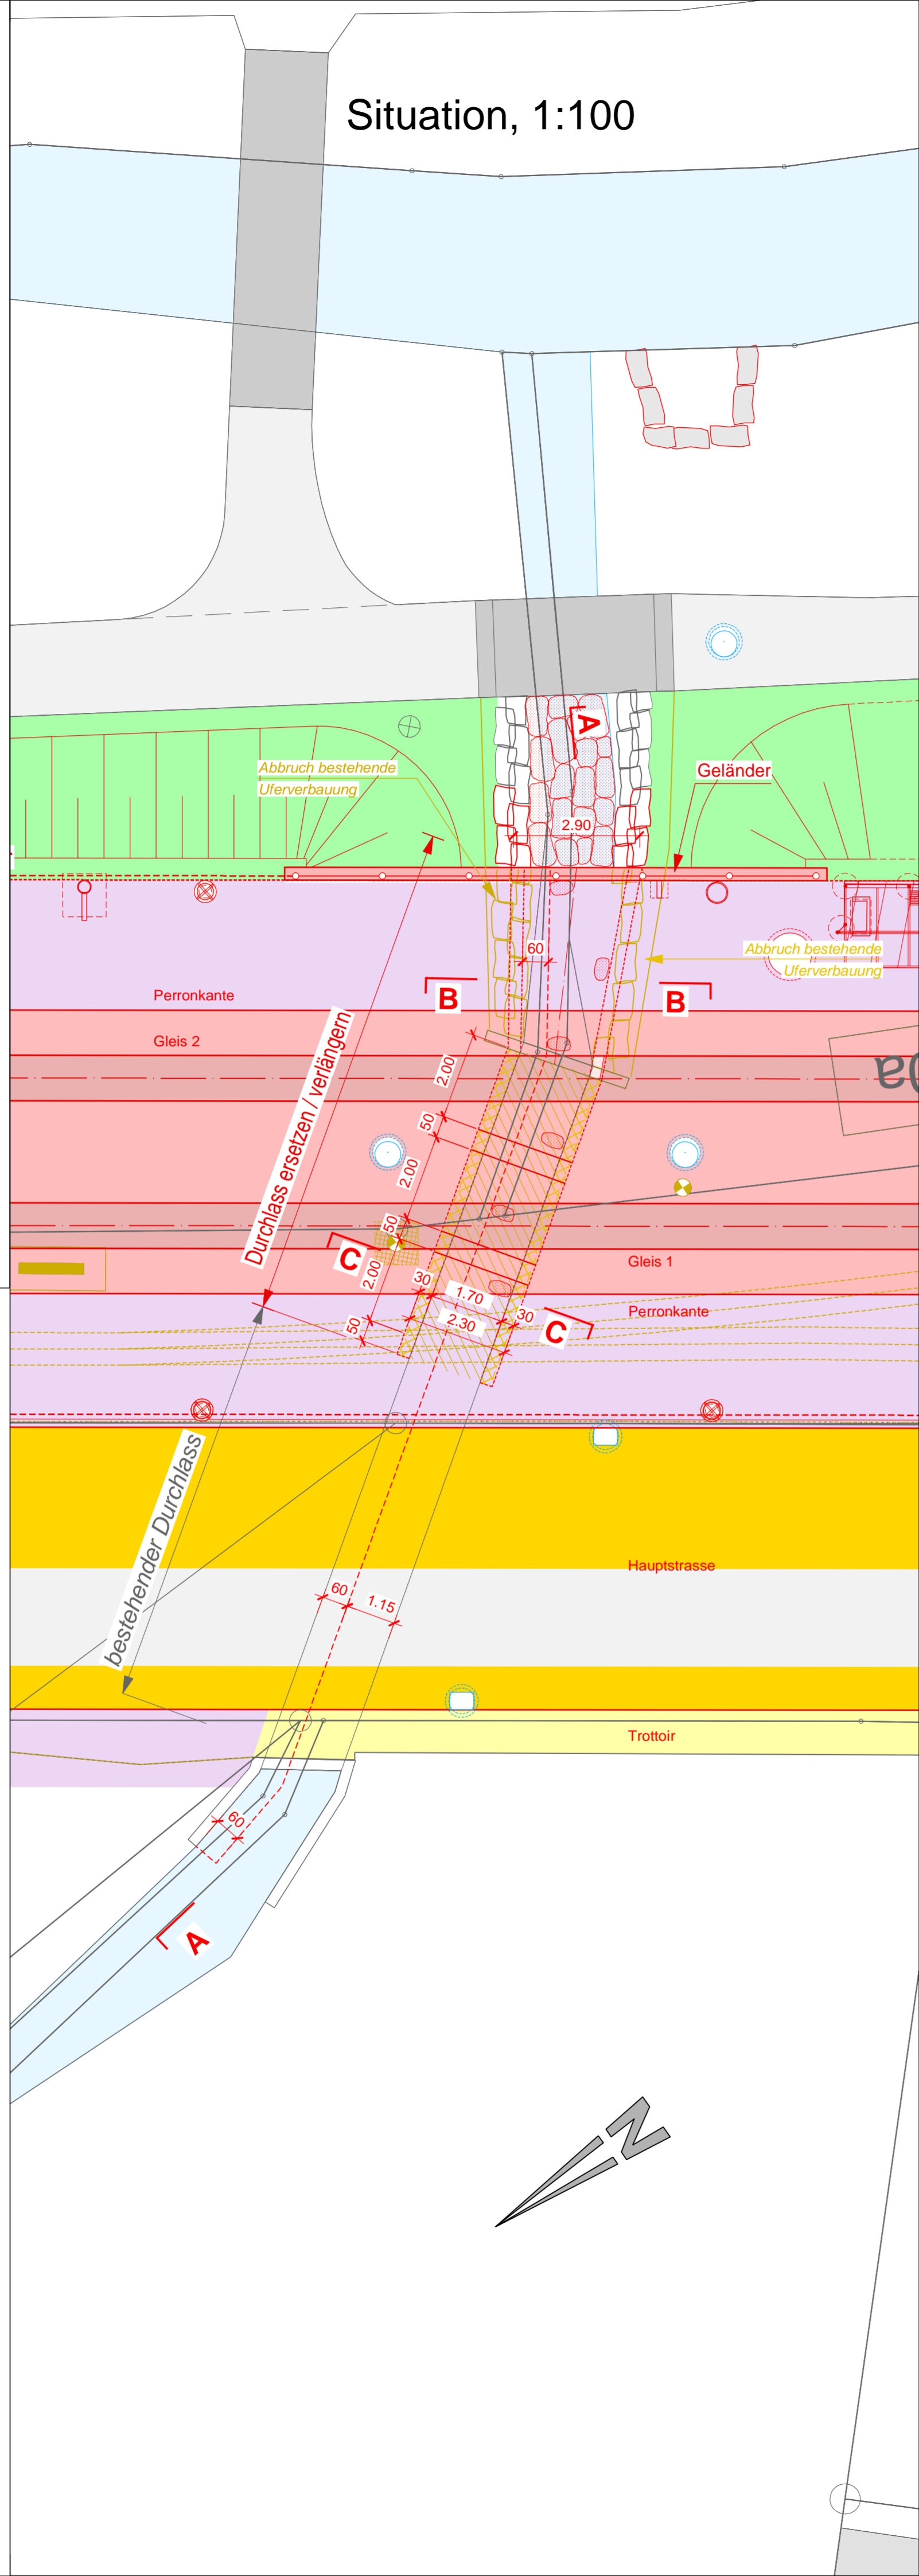 Situation, 1:100
A
Abbruch bestehende
Uferverbauung
Geländer
2.90
60
Abbruch bestehende
Uferverbauung
Perronkante
B
B
Durchlass ersetzen / verlängern
Gleis 2
2.00
50
2.00
50
C
2.00
30
1.70
30
2.30
50
C
Gleis 1
Perronkante
bestehender Durchlass
Hauptstrasse
60
1.15
Trottoir
60
A
N